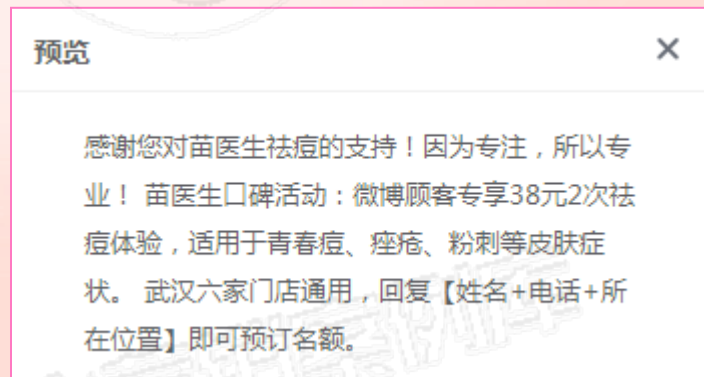 预览
感谢您对苗医生祛痘的支持！因为专注，所以专
业！ 苗医生口碑活动：微博顾客专享38元2次祛
痘体验，适用于青春痘、痤疮、粉刺等皮肤症
状。 武汉六家门店通用，回复【姓名+电话+所
在位置】即可预订名额。